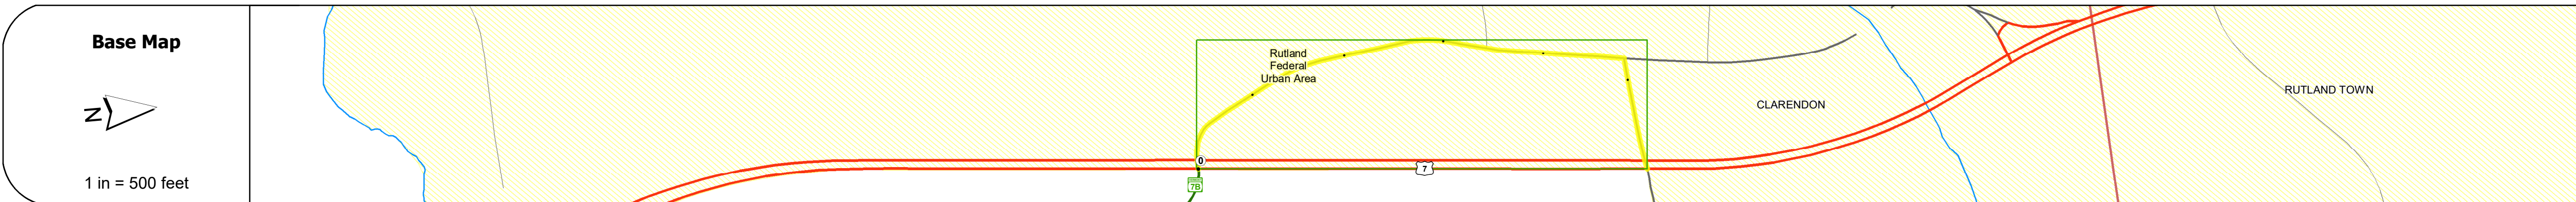 Base Map
N
1 in = 500 feet
Rutland
Federal
Urban Area
0
7B
7
CLARENDON
RUTLAND TOWN